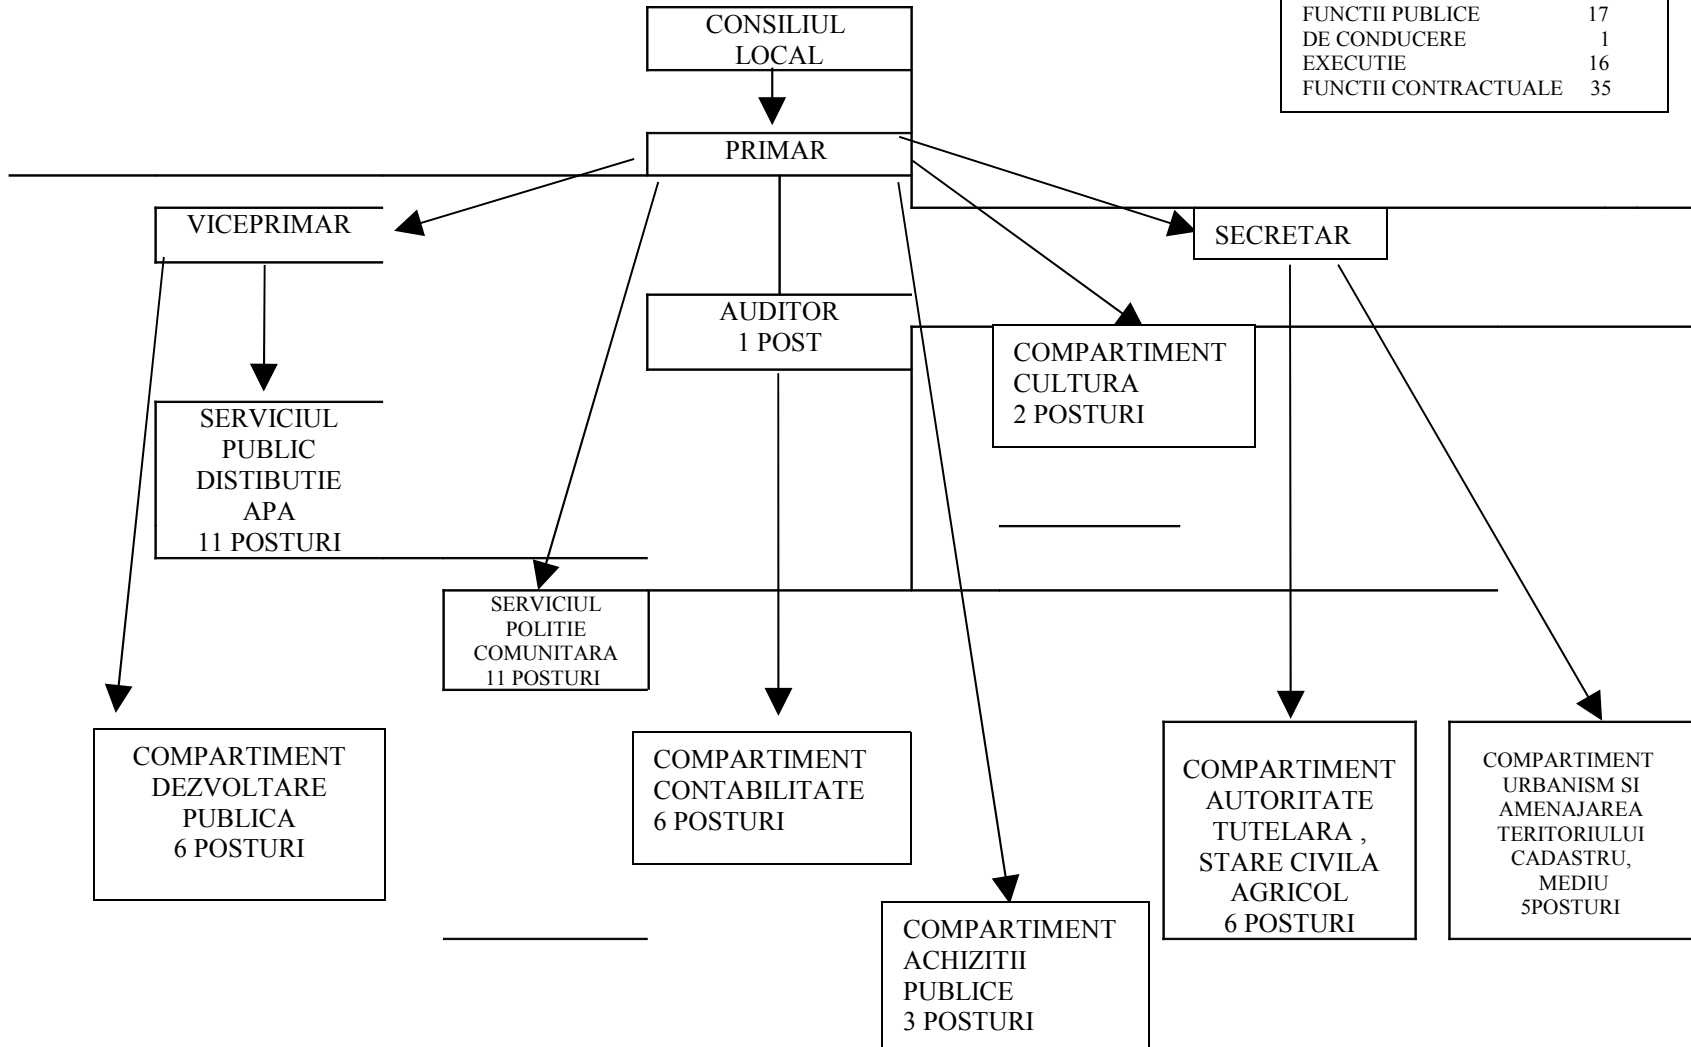 CONSILIUL
LOCAL
FUNCTII PUBLICE 17
DE CONDUCERE 1
EXECUTIE 16
FUNCTII CONTRACTUALE 35
PRIMAR
VICEPRIMAR
SECRETAR
AUDITOR
1 POST
COMPARTIMENT
CULTURA
2 POSTURI
SERVICIUL
PUBLIC
DISTIBUTIE
APA
11 POSTURI
SERVICIUL
POLITIE
COMUNITARA
11 POSTURI
COMPARTIMENT
DEZVOLTARE
PUBLICA
6 POSTURI
COMPARTIMENT
CONTABILITATE
6 POSTURI
COMPARTIMENT
ACHIZITII
PUBLICE
3 POSTURI
COMPARTIMENT
AUTORITATE
TUTELARA ,
STARE CIVILA
AGRICOL
6 POSTURI
COMPARTIMENT
URBANISM SI
AMENAJAREA
TERITORIULUI
CADASTRU,
MEDIU
5POSTURI